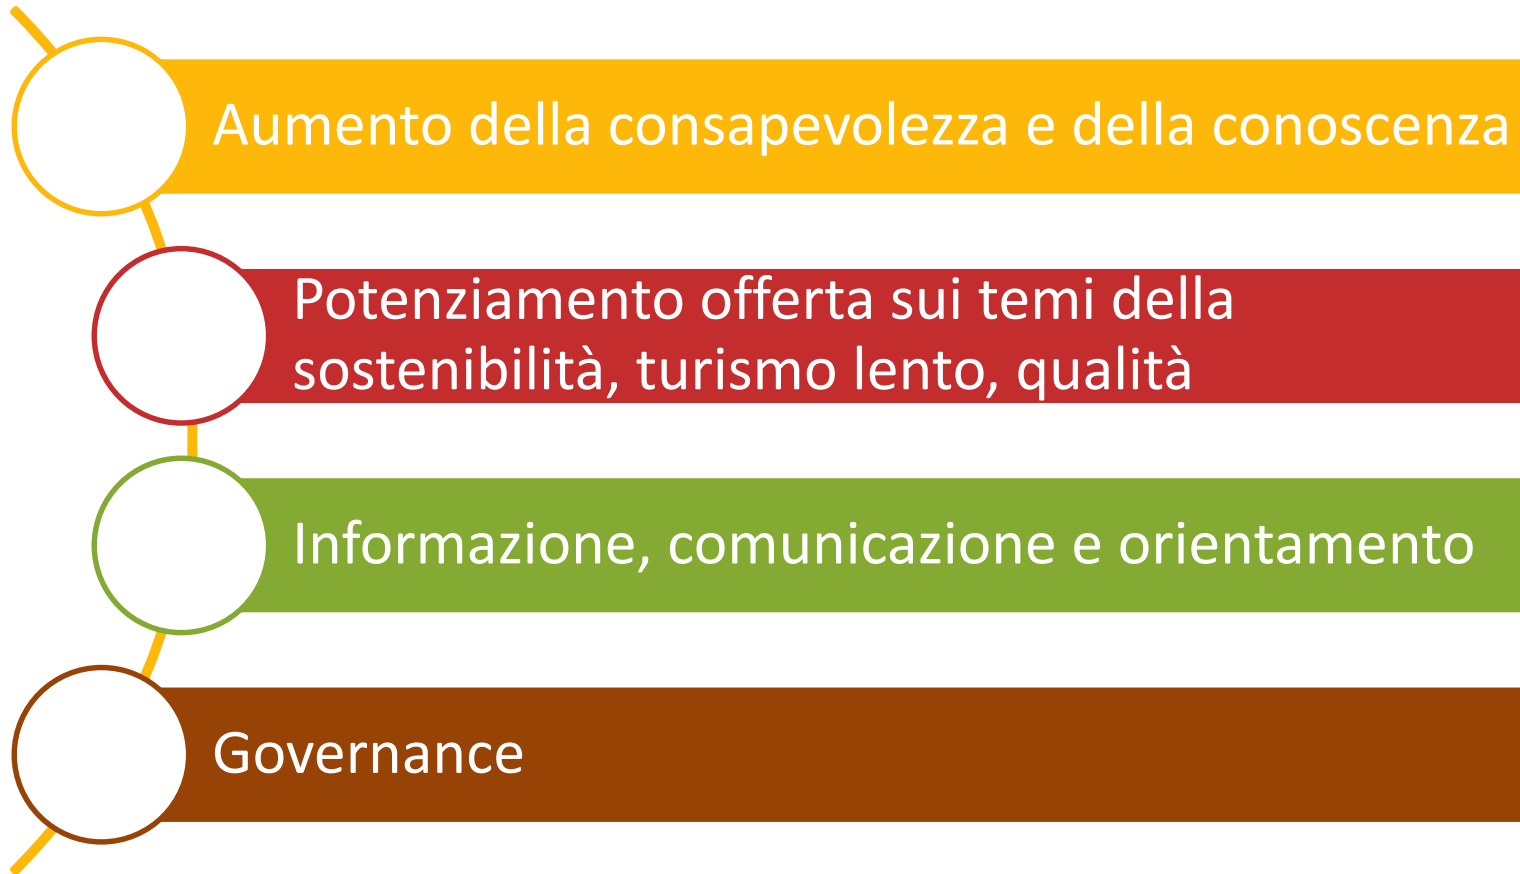 Aumento della consapevolezza e della conoscenza
Potenziamento offerta sui temi della
sostenibilità, turismo lento, qualità
Informazione, comunicazione e orientamento
Governance